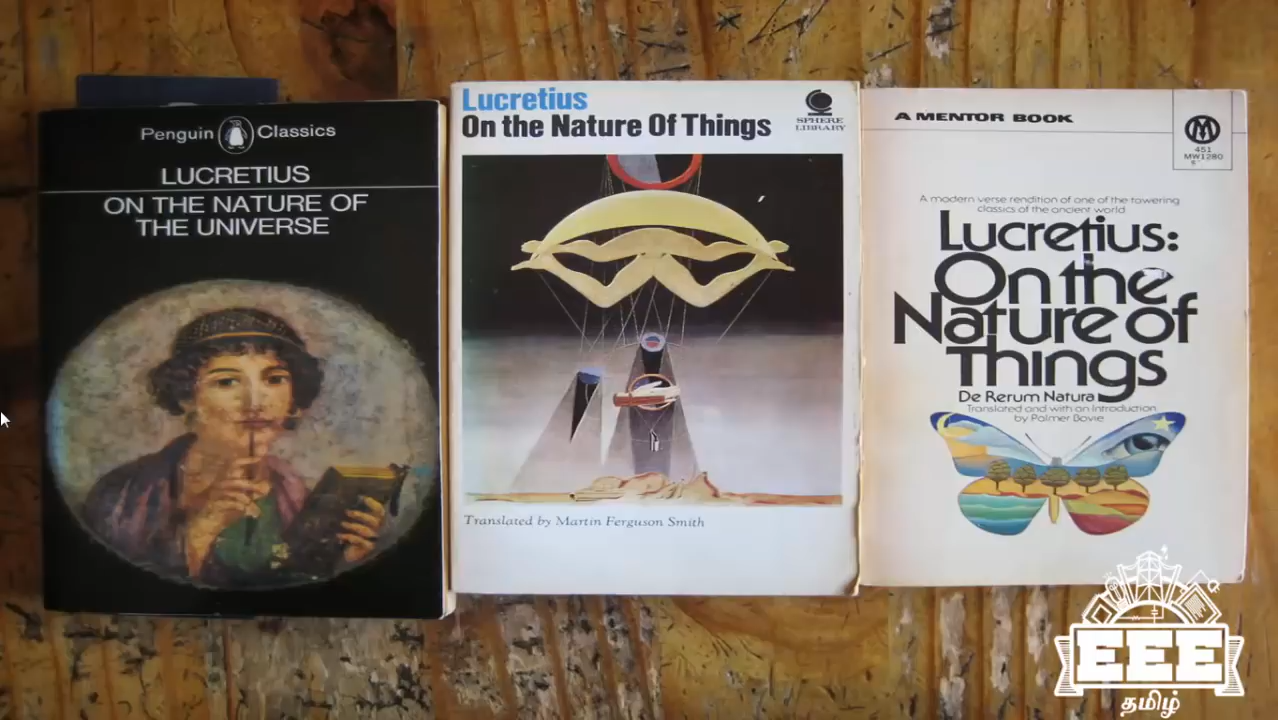 Penguin Classics
LUCRETIUS
ON THE NATURE OF
THE UNIVERSE
Lucretius
On the Nature Of Things
SPHERE
LIBRARY
Translated by Martin Ferguson Smith
A MENTOR BOOK
451
MW1280
A modern verse rendition of one of the towering
classics of the ancient world
Lucretius:
On the
Nature of
Things
De Rerum Natura
Translated and with an Introduction
by Palmer Bovie
EEE
தமிழ்